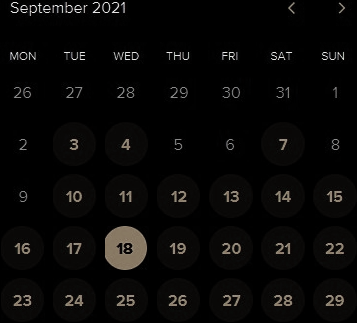 September 2021
MON TUE WED THU FRI SAT SUN
26 27 28 29 30 31 1
2 3 4 5 6 7 8
9 10 11 12 13 14 15
16 17 18 19 20 21 22
23 24 25 26 27 28 29